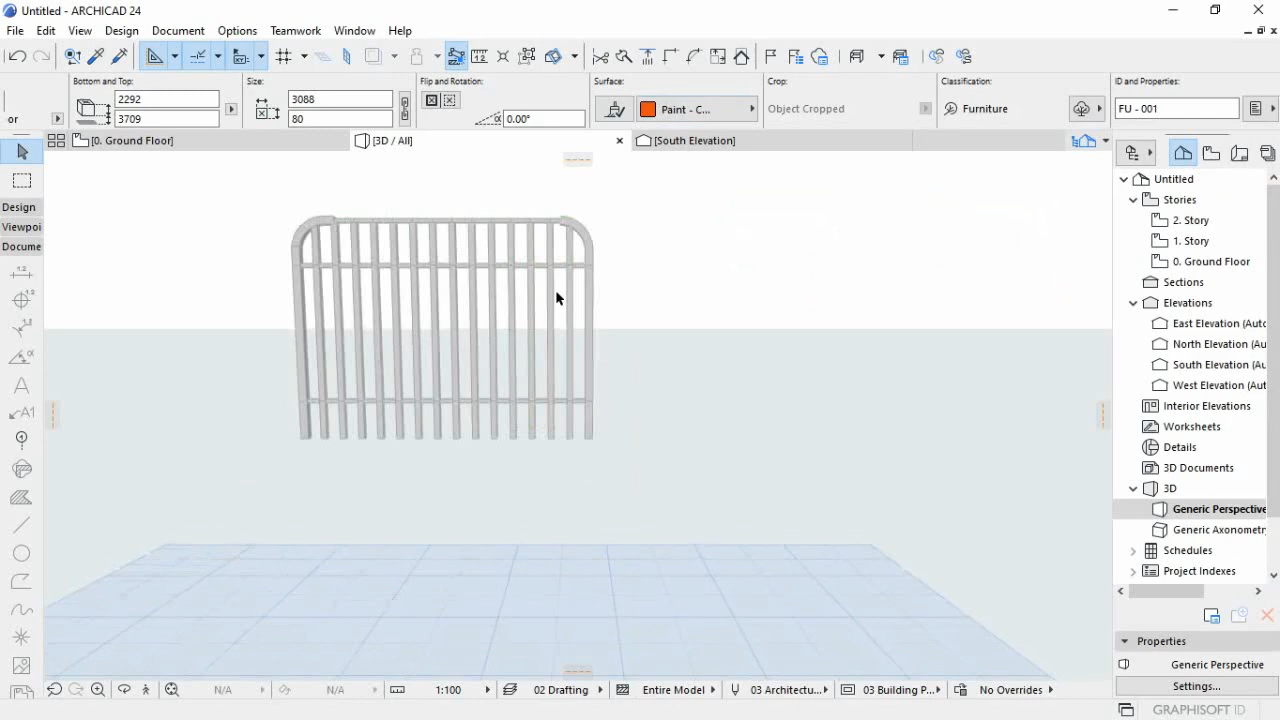 Untitled - ARCHICAD 24
File Edit View Design Document Options Teamwork Window Help
Bottom and Top: Size: Flip and Rotation: Surface: Crop: Classification: ID and Properties:
2292 3088
or 3709 80 0.00° Paint - C... Object Cropped Furniture FU - 001
[0. Ground Floor] [3D / All] [South Elevation]
Design
Viewpoi
Docume
Untitled
Stories
2. Story
1. Story
0. Ground Floor
Sections
Elevations
East Elevation (Auto
North Elevation (Au
South Elevation (Au
West Elevation (Aut
Interior Elevations
Worksheets
Details
3D Documents
3D
Generic Perspective
Generic Axonometr
Schedules
Project Indexes
Properties
Generic Perspective
Settings...
N/A N/A 1:100 02 Drafting Entire Model 03 Architectu... 03 Building P... No Overrides
GRAPHISOFT ID